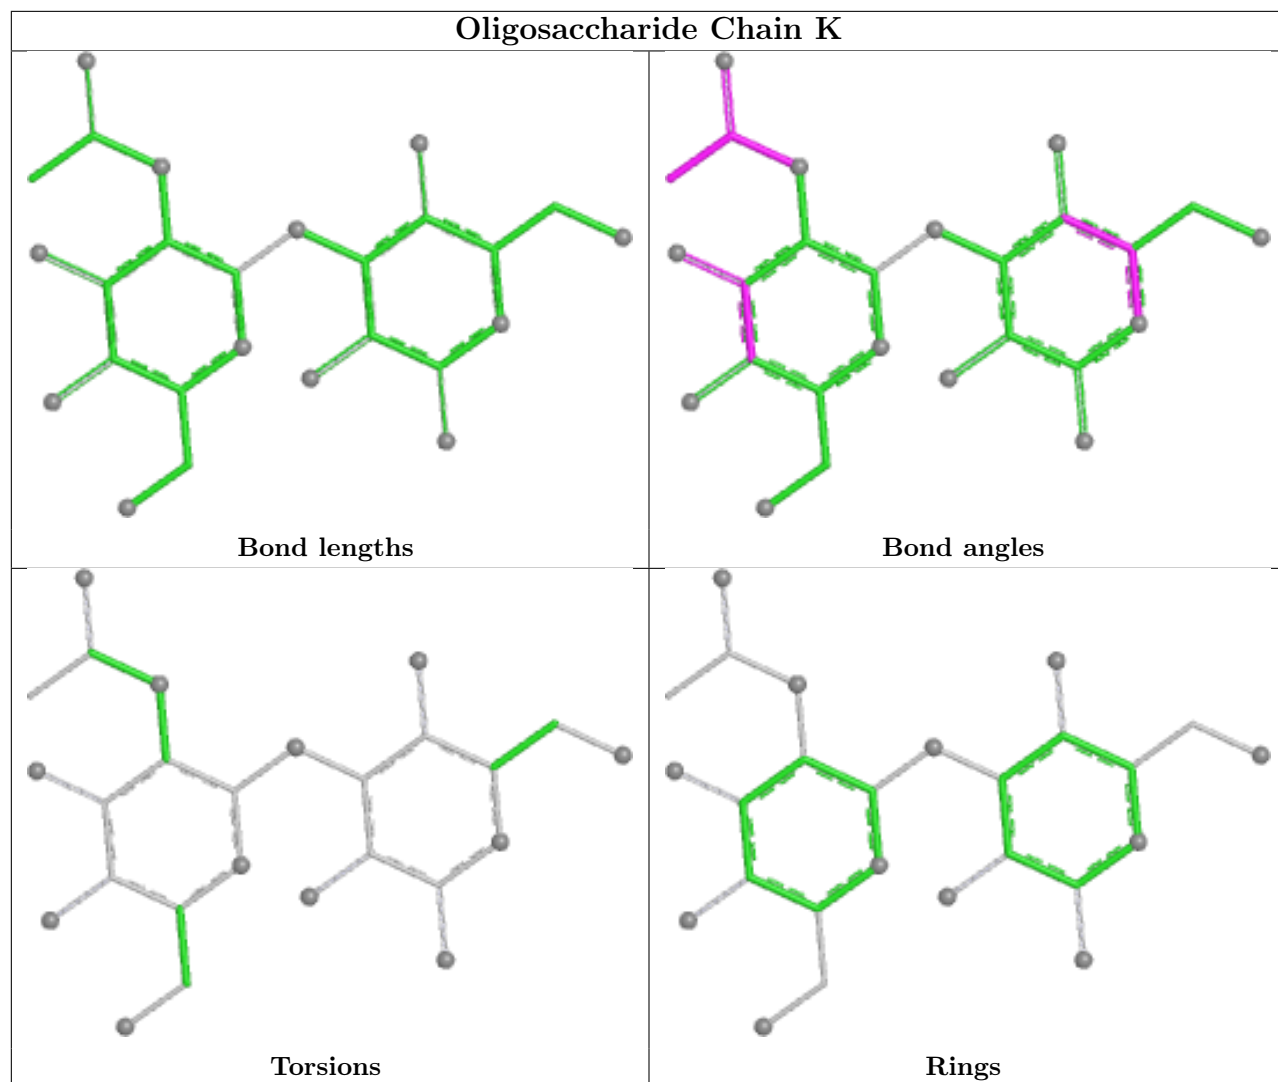 Oligosaccharide Chain K
Bond lengths
Bond angles
Torsions
Rings